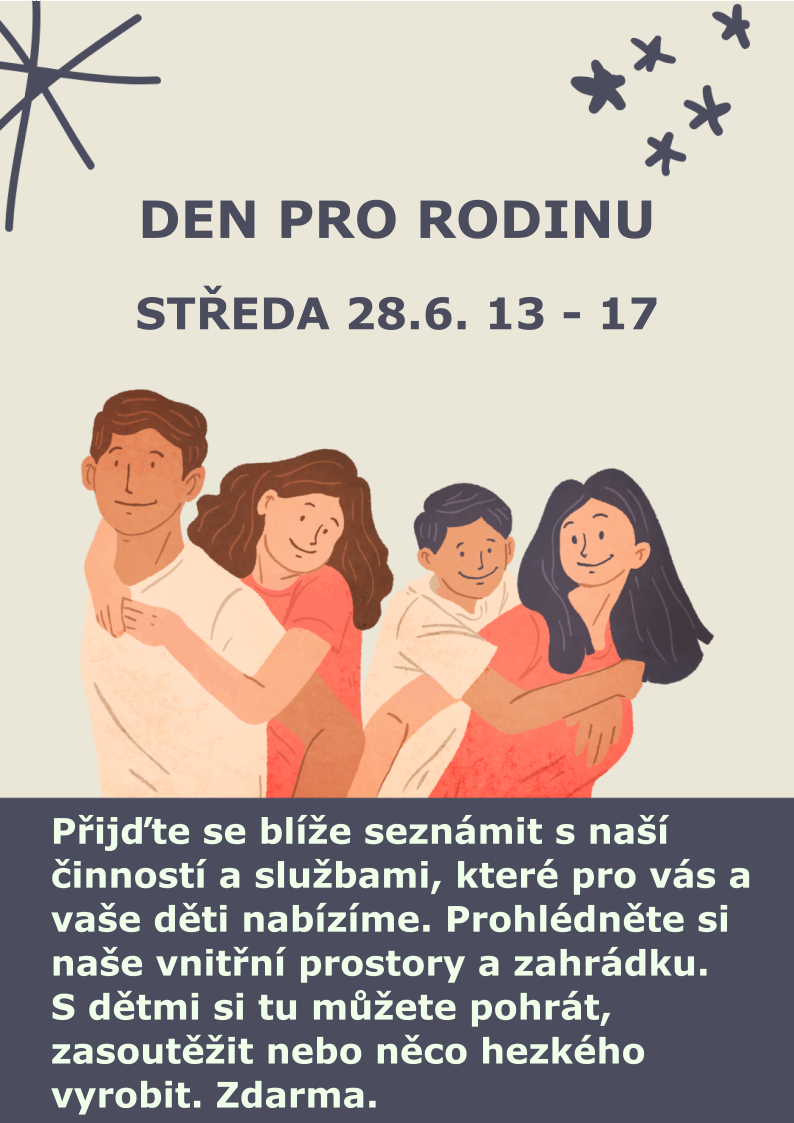 DEN PRO RODINU
STŘEDA 28.6. 13 - 17
Přijďte se blíže seznámit s naší
činností a službami, které pro vás a
vaše děti nabízíme. Prohlédněte si
naše vnitřní prostory a zahrádku.
S dětmi si tu můžete pohrát,
zasoutěžit nebo něco hezkého
vyrobit. Zdarma.